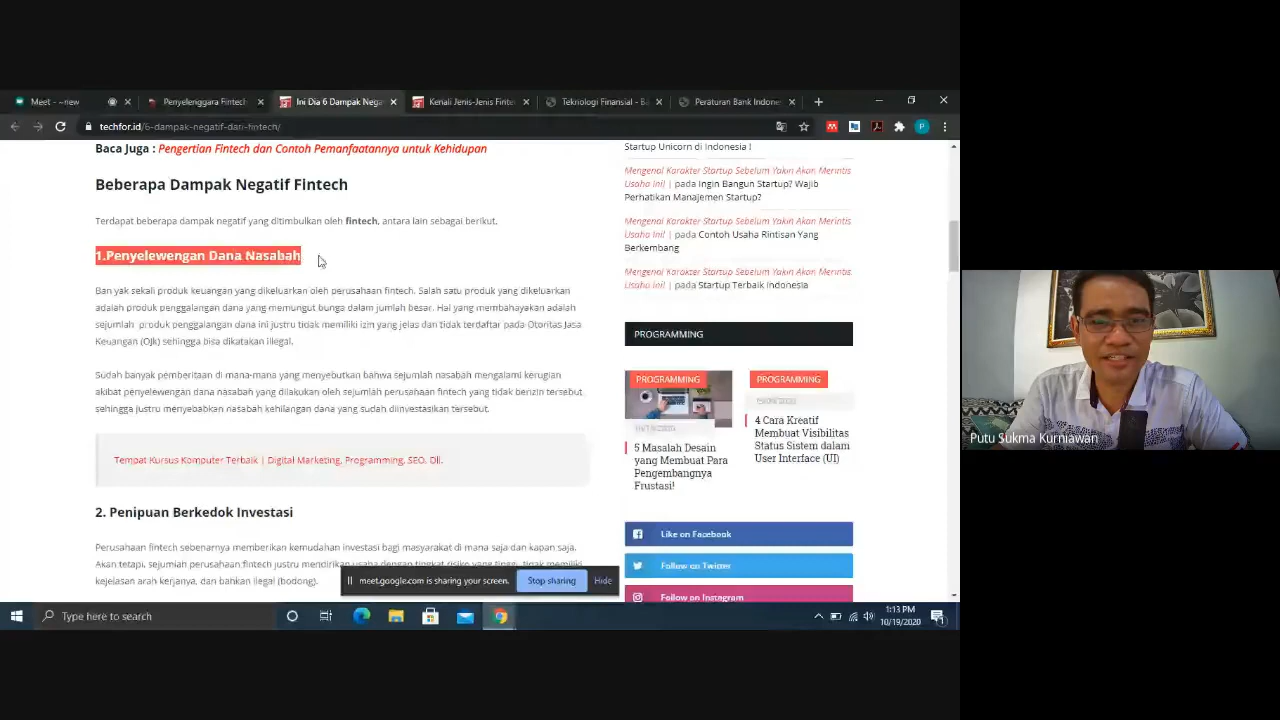 Meet - ~new
Penyelenggara Fintech
Ini Dia 6 Dampak Nega
Kenali Jenis-Jenis Fintec
Teknologi Finansial - Ba
Peraturan Bank Indone
techfor.id/6-dampak-negatif-dari-fintech/
Baca Juga : Pengertian Fintech dan Contoh Pemanfaatannya untuk Kehidupan
Beberapa Dampak Negatif Fintech
Terdapat beberapa dampak negatif yang ditimbulkan oleh fintech, antara lain sebagai berikut.
1.Penyelewengan Dana Nasabah
Ban yak sekali produk keuangan yang dikeluarkan oleh perusahaan fintech. Salah satu produk yang dikeluarkan
adalah produk penggalangan dana yang memungut bunga dalam jumlah besar. Hal yang membahayakan adalah
sejumlah produk penggalangan dana ini justru tidak memiliki izin yang jelas dan tidak terdaftar pada Otoritas Jasa
Keuangan (Ojk) sehingga bisa dikatakan illegal.
Sudah banyak pemberitaan di mana-mana yang menyebutkan bahwa sejumlah nasabah mengalami kerugian
akibat penyelewengan dana nasabah yang dilakukan oleh sejumlah perusahaan fintech yang tidak berizin tersebut
sehingga justru menyebabkan nasabah kehilangan dana yang sudah diinvestasikan tersebut.
Tempat Kursus Komputer Terbaik | Digital Marketing, Programming, SEO, Dll.
2. Penipuan Berkedok Investasi
Perusahaan fintech sebenarnya memberikan kemudahan investasi bagi masyarakat di mana saja dan kapan saja.
Akan tetapi, sejumlah perusahaan fintech justru mendirikan usaha dengan tingkat risiko yang tinggi, tidak memiliki
kejelasan arah kerjanya, dan bahkan ilegal (bodong).
Startup Unicorn di Indonesia !
Mengenal Karakter Startup Sebelum Yakin Akan Merintis
Usaha Ini! | pada Ingin Bangun Startup? Wajib
Perhatikan Manajemen Startup?
Mengenal Karakter Startup Sebelum Yakin Akan Merintis
Usaha Ini! | pada Contoh Usaha Rintisan Yang
Berkembang
Mengenal Karakter Startup Sebelum Yakin Akan Merintis
Usaha Ini! | pada Startup Terbaik Indonesia
PROGRAMMING
PROGRAMMING
5 Masalah Desain
yang Membuat Para
Pengembangnya
Frustasi!
PROGRAMMING
4 Cara Kreatif
Membuat Visibilitas
Status Sistem dalam
User Interface (UI)
Like on Facebook
Follow on Twitter
Follow on Instagram
meet.google.com is sharing your screen.
Stop sharing
Hide
Type here to search
1:13 PM
10/19/2020
Putu Sukma Kurniawan